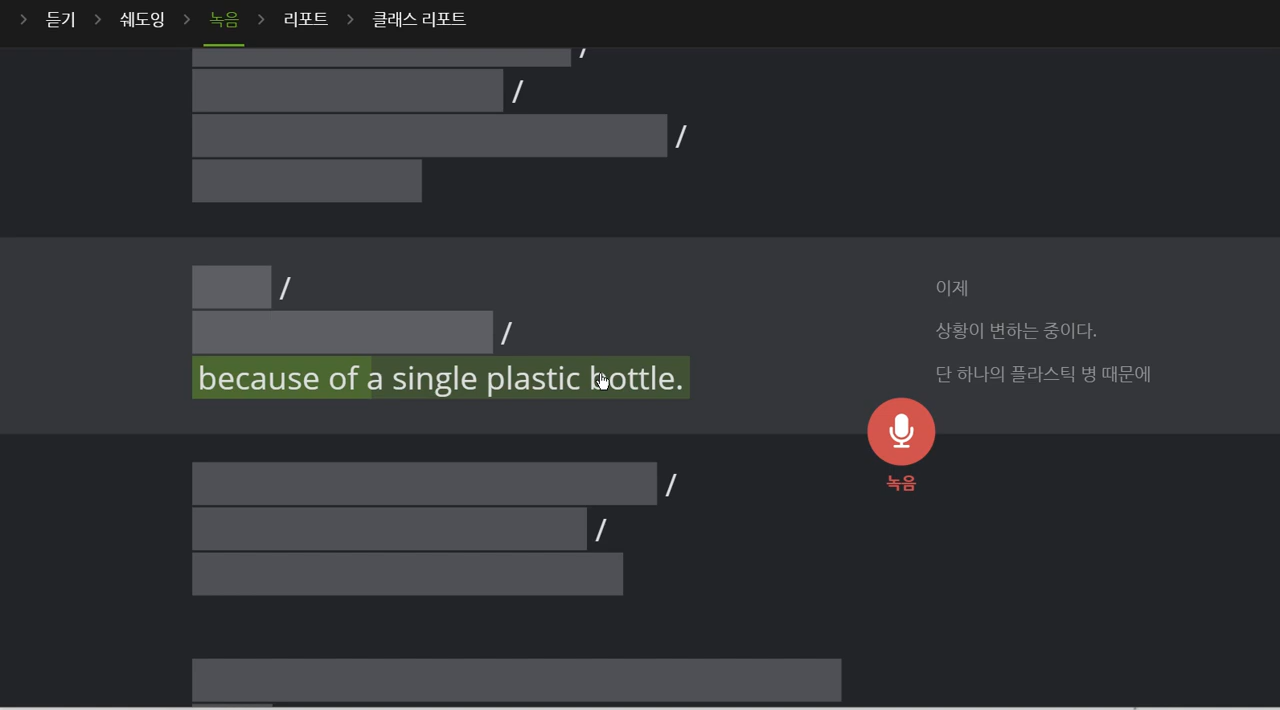 > 듣기 > 쉐도잉 > 녹음 > 리포트 > 클래스 리포트
/
/
/
/
이제
/
상황이 변하는 중이다.
because of a single plastic bottle.
단 하나의 플라스틱 병 때문에
녹음
/
/